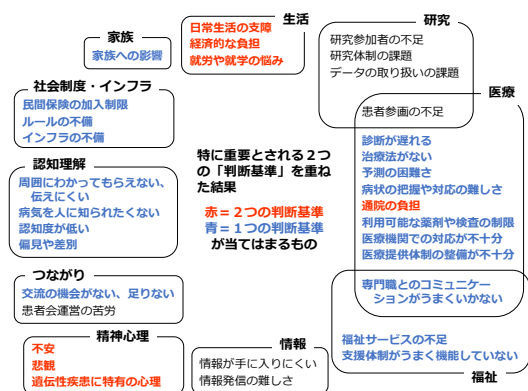 家族
家族への影響
生活
日常生活の支障
経済的な負担
就労や就学の悩み
研究
研究参加者の不足
研究体制の課題
データの取り扱いの課題
患者参画の不足
社会制度・インフラ
民間保険の加入制限
ルールの不備
インフラの不備
認知理解
周囲にわかってもらえない、
伝えにくい
病気を人に知られたくない
認知度が低い
偏見や差別
特に重要とされる２つ
の「判断基準」を重ね
た結果
赤＝２つの判断基準
青＝１つの判断基準
が当てはまるもの
医療
診断が遅れる
治療法がない
予測の困難さ
病状の把握や対応の難しさ
通院の負担
利用可能な薬剤や検査の制限
医療機関での対応が不十分
医療提供体制の整備が不十分
専門職とのコミュニケー
ションがうまくいかない
つながり
交流の機会がない、足りない
患者会運営の苦労
精神心理
不安
悲観
遺伝性疾患に特有の心理
情報
情報が手に入りにくい
情報発信の難しさ
福祉サービスの不足
支援体制がうまく機能していない
福祉